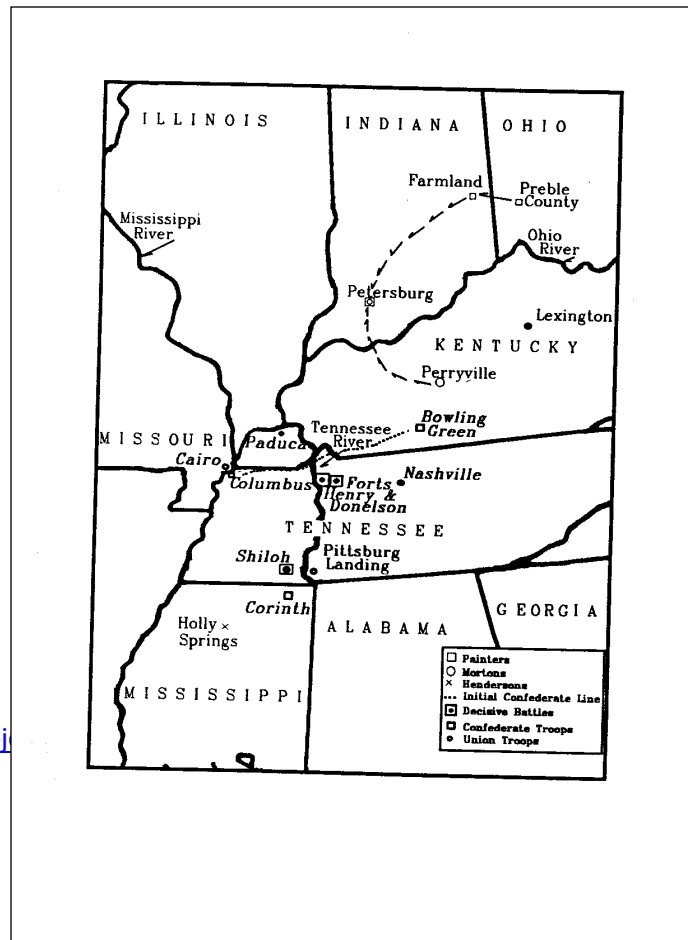 ILLINOIS
INDIANA
OHIO
Farmland
Preble
County
Mississippi
River
Ohio
River
Petersburg
Lexington
KENTUCKY
Perryville
Bowling
Green
Tennessee
River
MISSOURI
Paduca
Cairo
Columbus
Forts
Henry &
Donelson
Nashville
TENNESSEE
Shiloh
Pittsburg
Landing
Corinth
GEORGIA
Holly
Springs
ALABAMA
MISSISSIPPI
Painters
Mortons
Hendersons
Initial Confederate Line
Decisive Battles
Confederate Troops
Union Troops